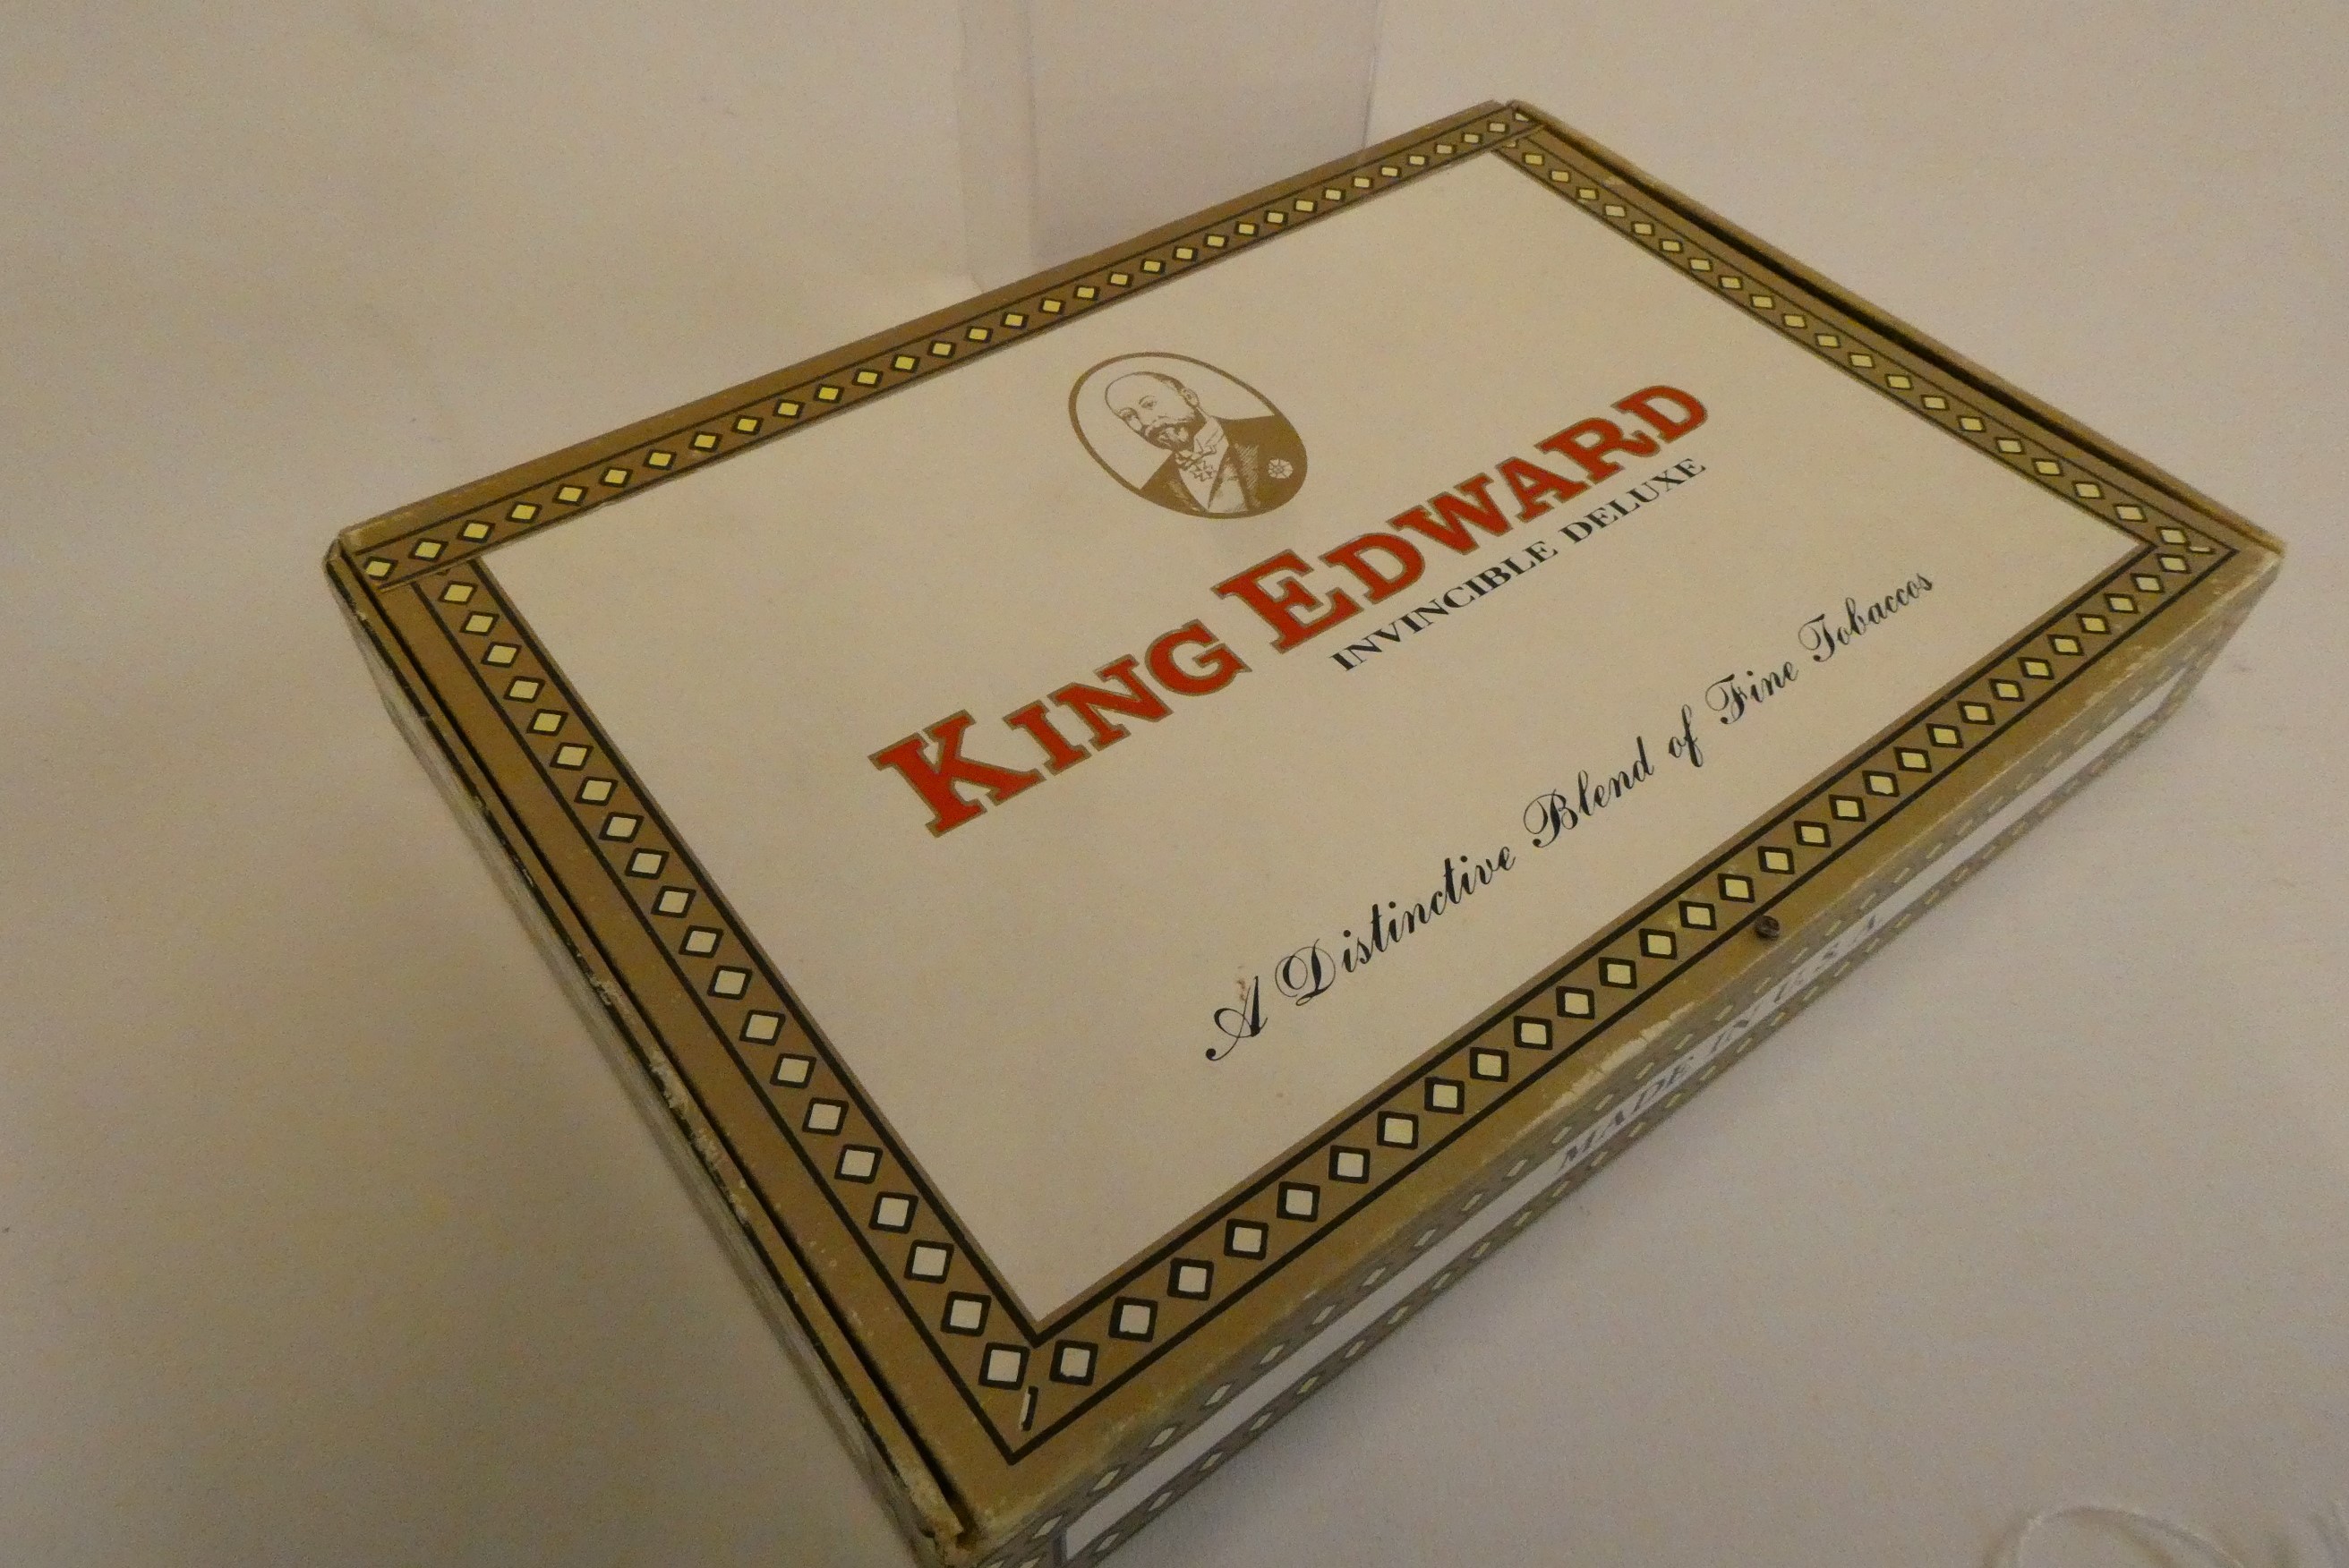 KING EDWARD
INVINCIBLE DELUXE
A Distinctive Blend of Fine Tobaccos
MADE IN U.S.A.